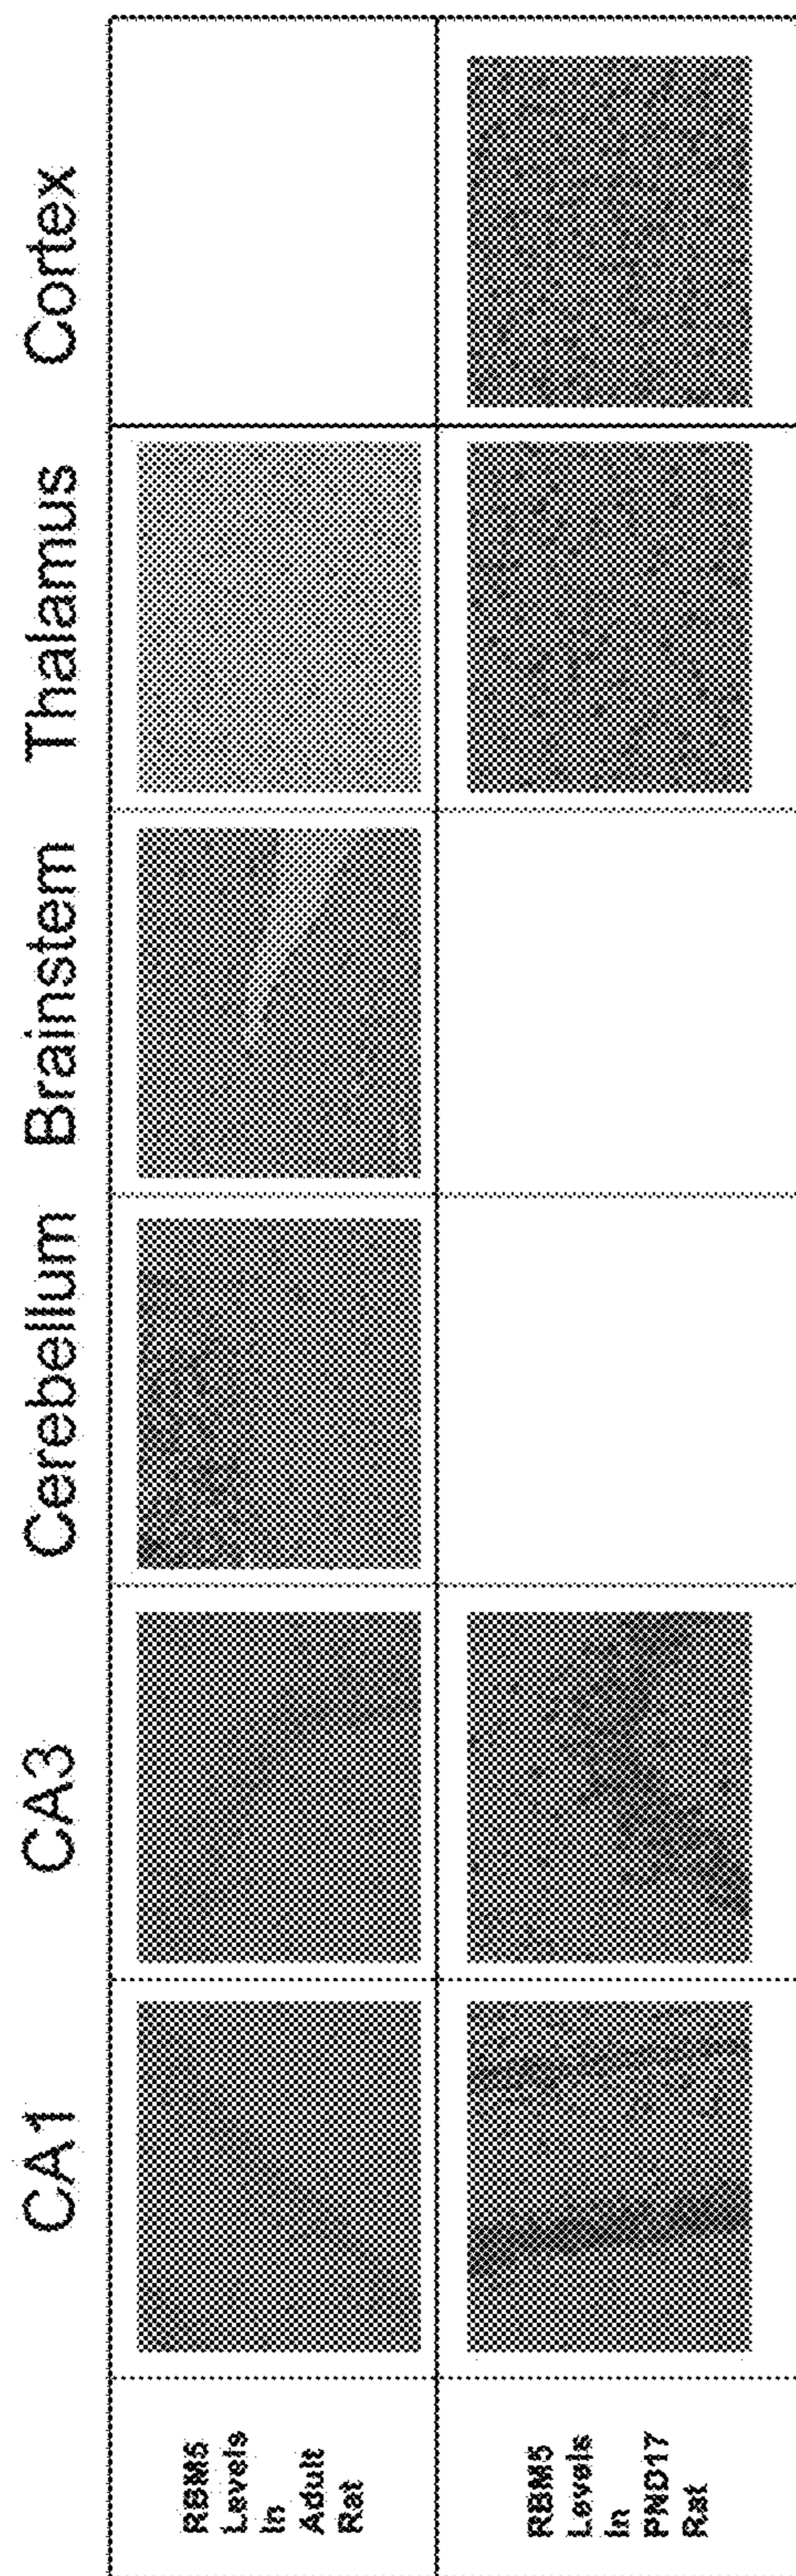 CA1
CA3
Cerebellum
Brainstem
Thalamus
Cortex
RBM5
Levels
In
Adult
Rat
RBM5
Levels
In
PND17
Rat